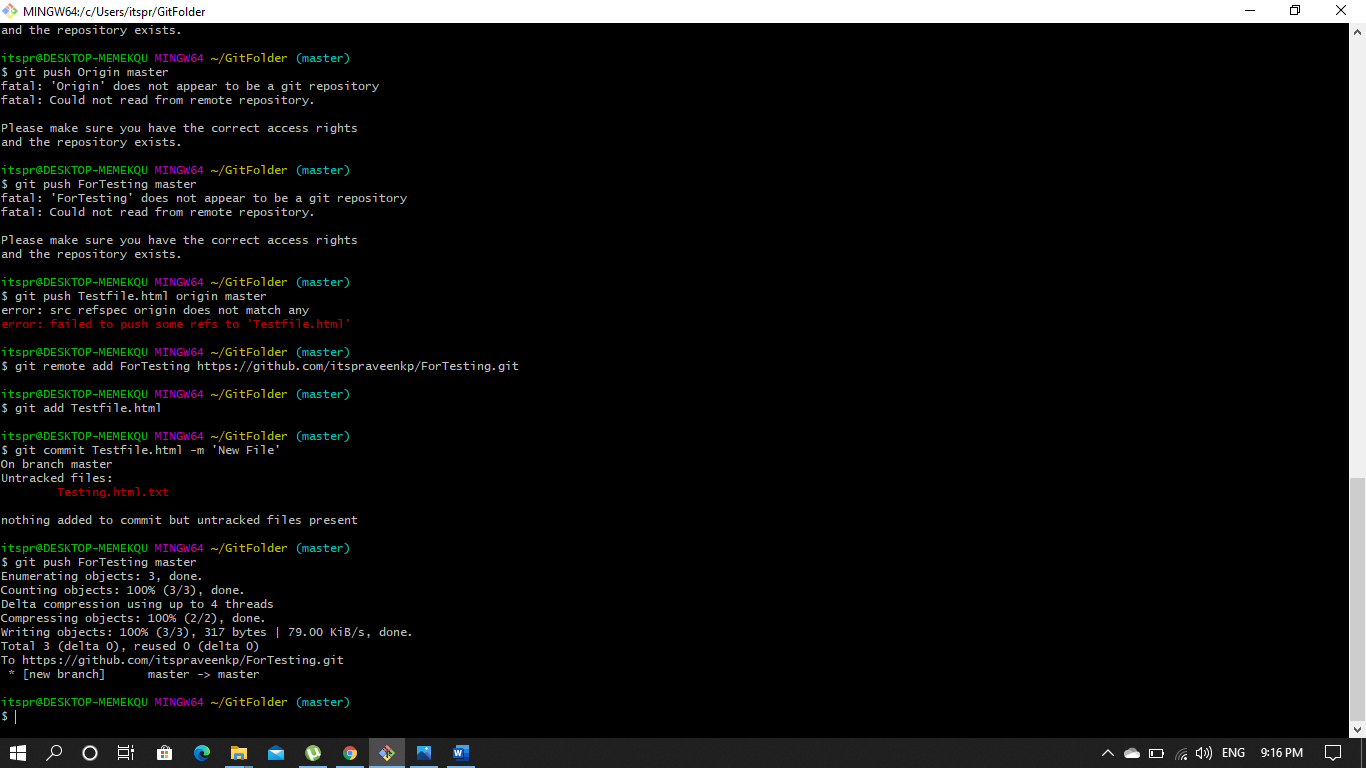 MINGW64:/c/Users/itspr/GitFolder
and the repository exists.
itspr@DESKTOP-MEMEKQU MINGW64 ~/GitFolder (master)
$ git push Origin master
fatal: 'Origin' does not appear to be a git repository
fatal: Could not read from remote repository.
Please make sure you have the correct access rights
and the repository exists.
itspr@DESKTOP-MEMEKQU MINGW64 ~/GitFolder (master)
$ git push ForTesting master
fatal: 'ForTesting' does not appear to be a git repository
fatal: Could not read from remote repository.
Please make sure you have the correct access rights
and the repository exists.
itspr@DESKTOP-MEMEKQU MINGW64 ~/GitFolder (master)
$ git push Testfile.html origin master
error: src refspec origin does not match any
error: failed to push some refs to 'Testfile.html'
itspr@DESKTOP-MEMEKQU MINGW64 ~/GitFolder (master)
$ git remote add ForTesting https://github.com/itspraveenkp/ForTesting.git
itspr@DESKTOP-MEMEKQU MINGW64 ~/GitFolder (master)
$ git add Testfile.html
itspr@DESKTOP-MEMEKQU MINGW64 ~/GitFolder (master)
$ git commit Testfile.html -m 'New File'
On branch master
Untracked files:
Testing.html.txt
nothing added to commit but untracked files present
itspr@DESKTOP-MEMEKQU MINGW64 ~/GitFolder (master)
$ git push ForTesting master
Enumerating objects: 3, done.
Counting objects: 100% (3/3), done.
Delta compression using up to 4 threads
Compressing objects: 100% (2/2), done.
Writing objects: 100% (3/3), 317 bytes | 79.00 KiB/s, done.
Total 3 (delta 0), reused 0 (delta 0)
To https://github.com/itspraveenkp/ForTesting.git
* [new branch] master -> master
itspr@DESKTOP-MEMEKQU MINGW64 ~/GitFolder (master)
$
ENG 9:16 PM